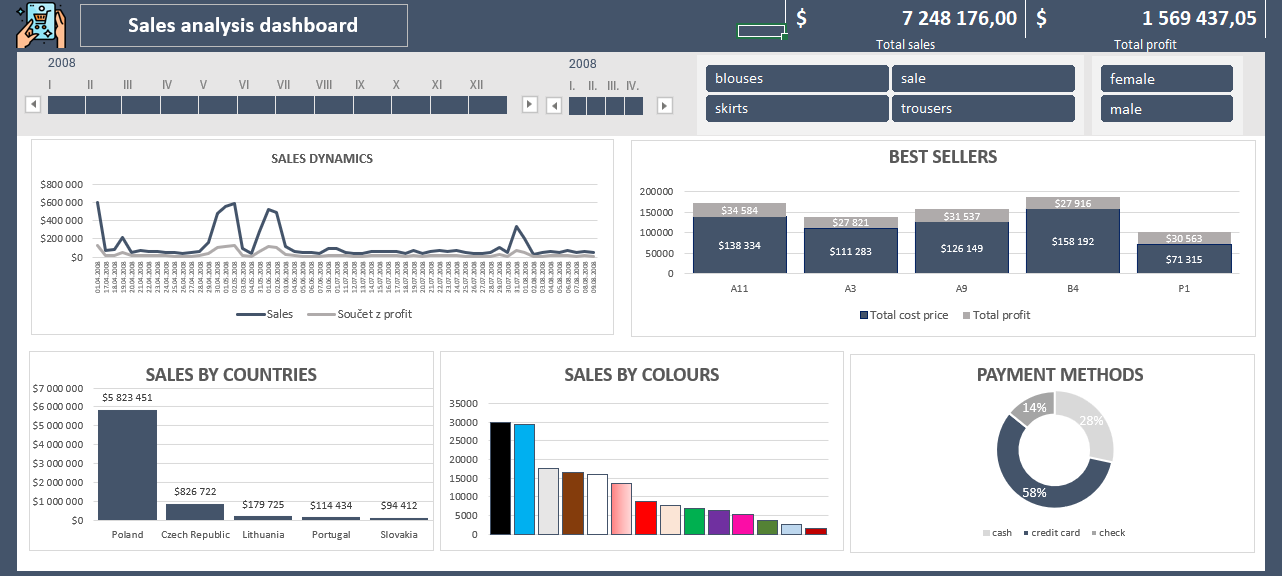 Sales analysis dashboard
$ 7 248 176,00
Total sales
$ 1 569 437,05
Total profit
2008
I II III IV V VI VII VIII IX X XI XII
2008
I. II. III. IV.
blouses
sale
skirts
trousers
female
male
SALES DYNAMICS
$800 000
$600 000
$400 000
$200 000
$0
Sales
Součet z profit
BEST SELLERS
200000
150000
100000
50000
0
$34 584
$27 821
$31 537
$27 916
$30 563
$138 334
$111 283
$126 149
$158 192
$71 315
A11 A3 A9 B4 P1
Total cost price
Total profit
SALES BY COUNTRIES
$7 000 000
$6 000 000
$5 000 000
$4 000 000
$3 000 000
$2 000 000
$1 000 000
$0
$5 823 451
$826 722
$179 725
$114 434
$94 412
Poland Czech Republic Lithuania Portugal Slovakia
SALES BY COLOURS
35000
30000
25000
20000
15000
10000
5000
0
PAYMENT METHODS
14%
28%
58%
cash credit card check